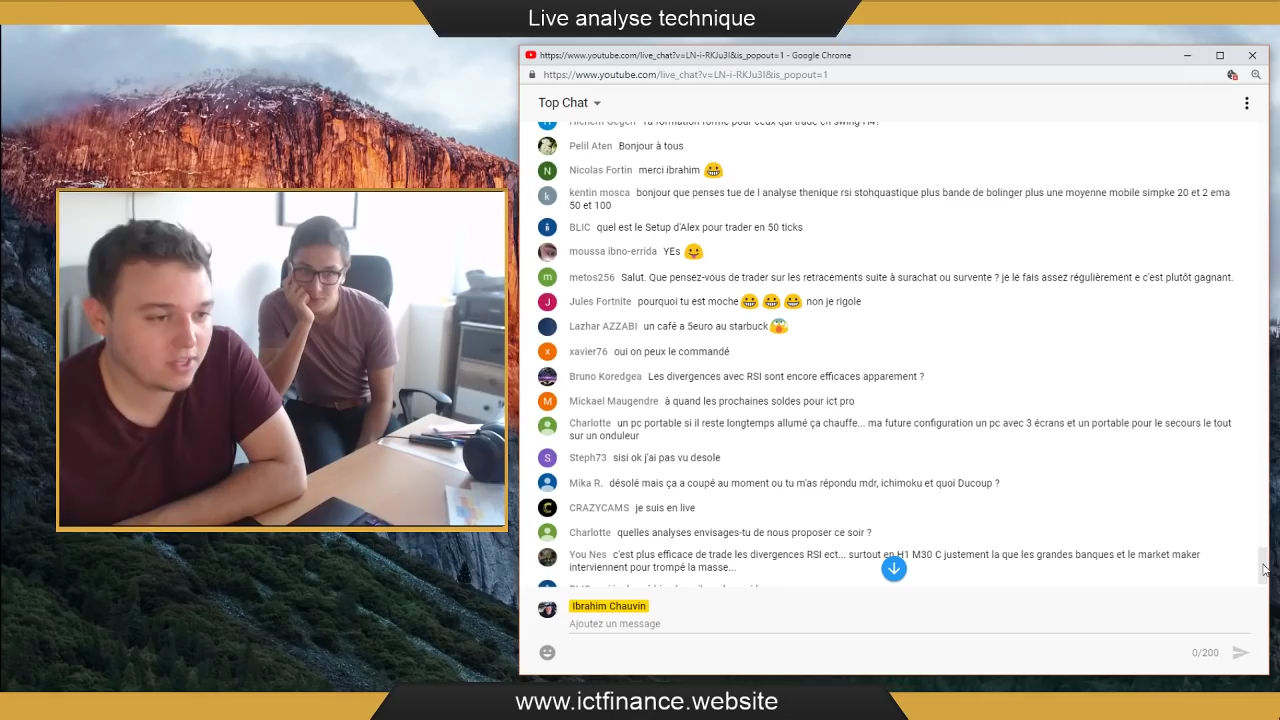 Live analyse technique
https://www.youtube.com/live_chat?v=LN-i-RKJu3I&is_popout=1 - Google Chrome
https://www.youtube.com/live_chat?v=LN-i-RKJu3I&is_popout=1
Top Chat
Pelil Aten Bonjour à tous
N Nicolas Fortin merci ibrahim 😀
k kentin mosca bonjour que penses tue de l analyse thenique rsi stohquastique plus bande de bolinger plus une moyenne mobile simpke 20 et 2 ema
50 et 100
BLIC quel est le Setup d'Alex pour trader en 50 ticks
moussa ibno-errida YEs 😛
m metos256 Salut. Que pensez-vous de trader sur les retracements suite à surachat ou survente ? je le fais assez régulièrement e c'est plutôt gagnant.
J Jules Fortnite pourquoi tu est moche 😀 😀 😀 non je rigole
Lazhar AZZABI un café a 5euro au starbuck 😱
x xavier76 oui on peux le commandé
Bruno Koredgea Les divergences avec RSI sont encore efficaces apparement ?
M Mickael Maugendre à quand les prochaines soldes pour ict pro
Charlotte un pc portable si il reste longtemps allumé ça chauffe... ma future configuration un pc avec 3 écrans et un portable pour le secours le tout
sur un onduleur
S Steph73 sisi ok j'ai pas vu desole
Mika R. désolé mais ça a coupé au moment ou tu m'as répondu mdr, ichimoku et quoi Ducoup ?
C CRAZYCAMS je suis en live
Charlotte quelles analyses envisages-tu de nous proposer ce soir ?
You Nes c'est plus efficace de trade les divergences RSI ect... surtout en H1 M30 C justement la que les grandes banques et le market maker
interviennent pour trompé la masse...
Ibrahim Chauvin
Ajoutez un message
0/200
www.ictfinance.website